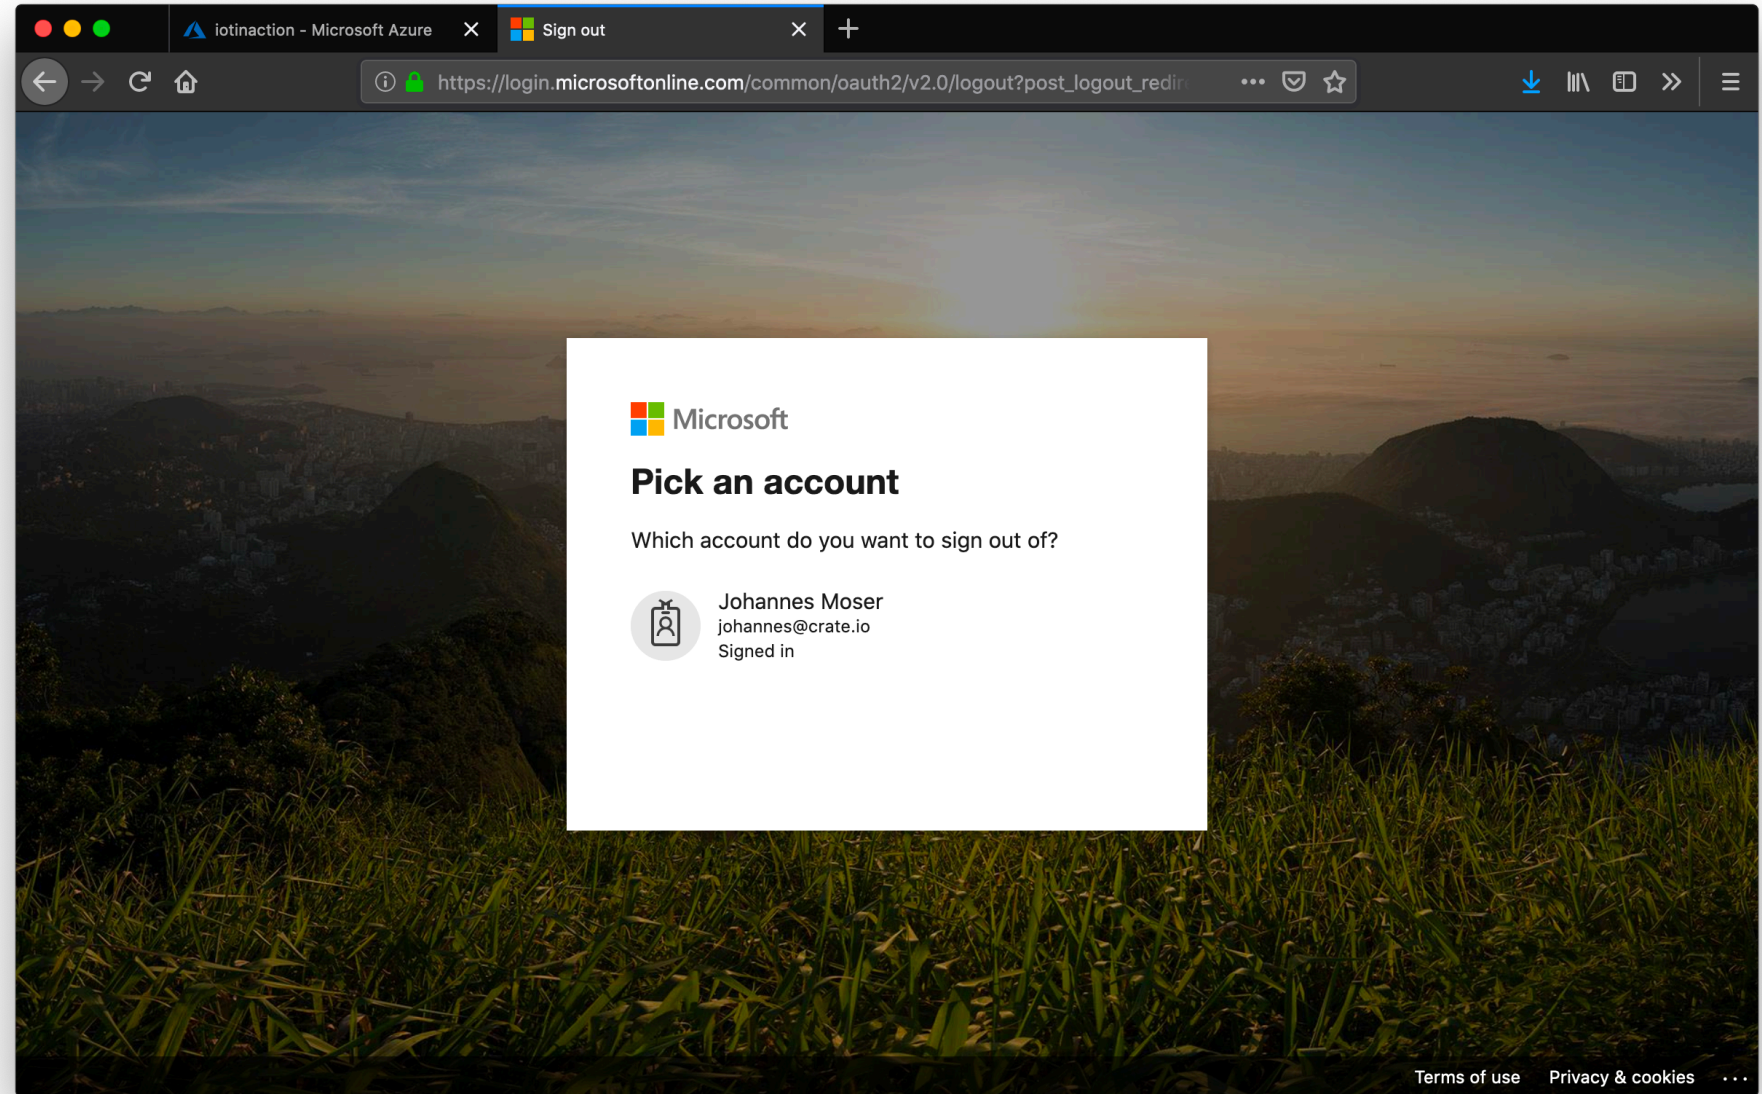 iotinaction - Microsoft Azure
Sign out
https://login.microsoftonline.com/common/oauth2/v2.0/logout?post_logout_redir
Microsoft
Pick an account
Which account do you want to sign out of?
Johannes Moser
johannes@crate.io
Signed in
Terms of use Privacy & cookies ...